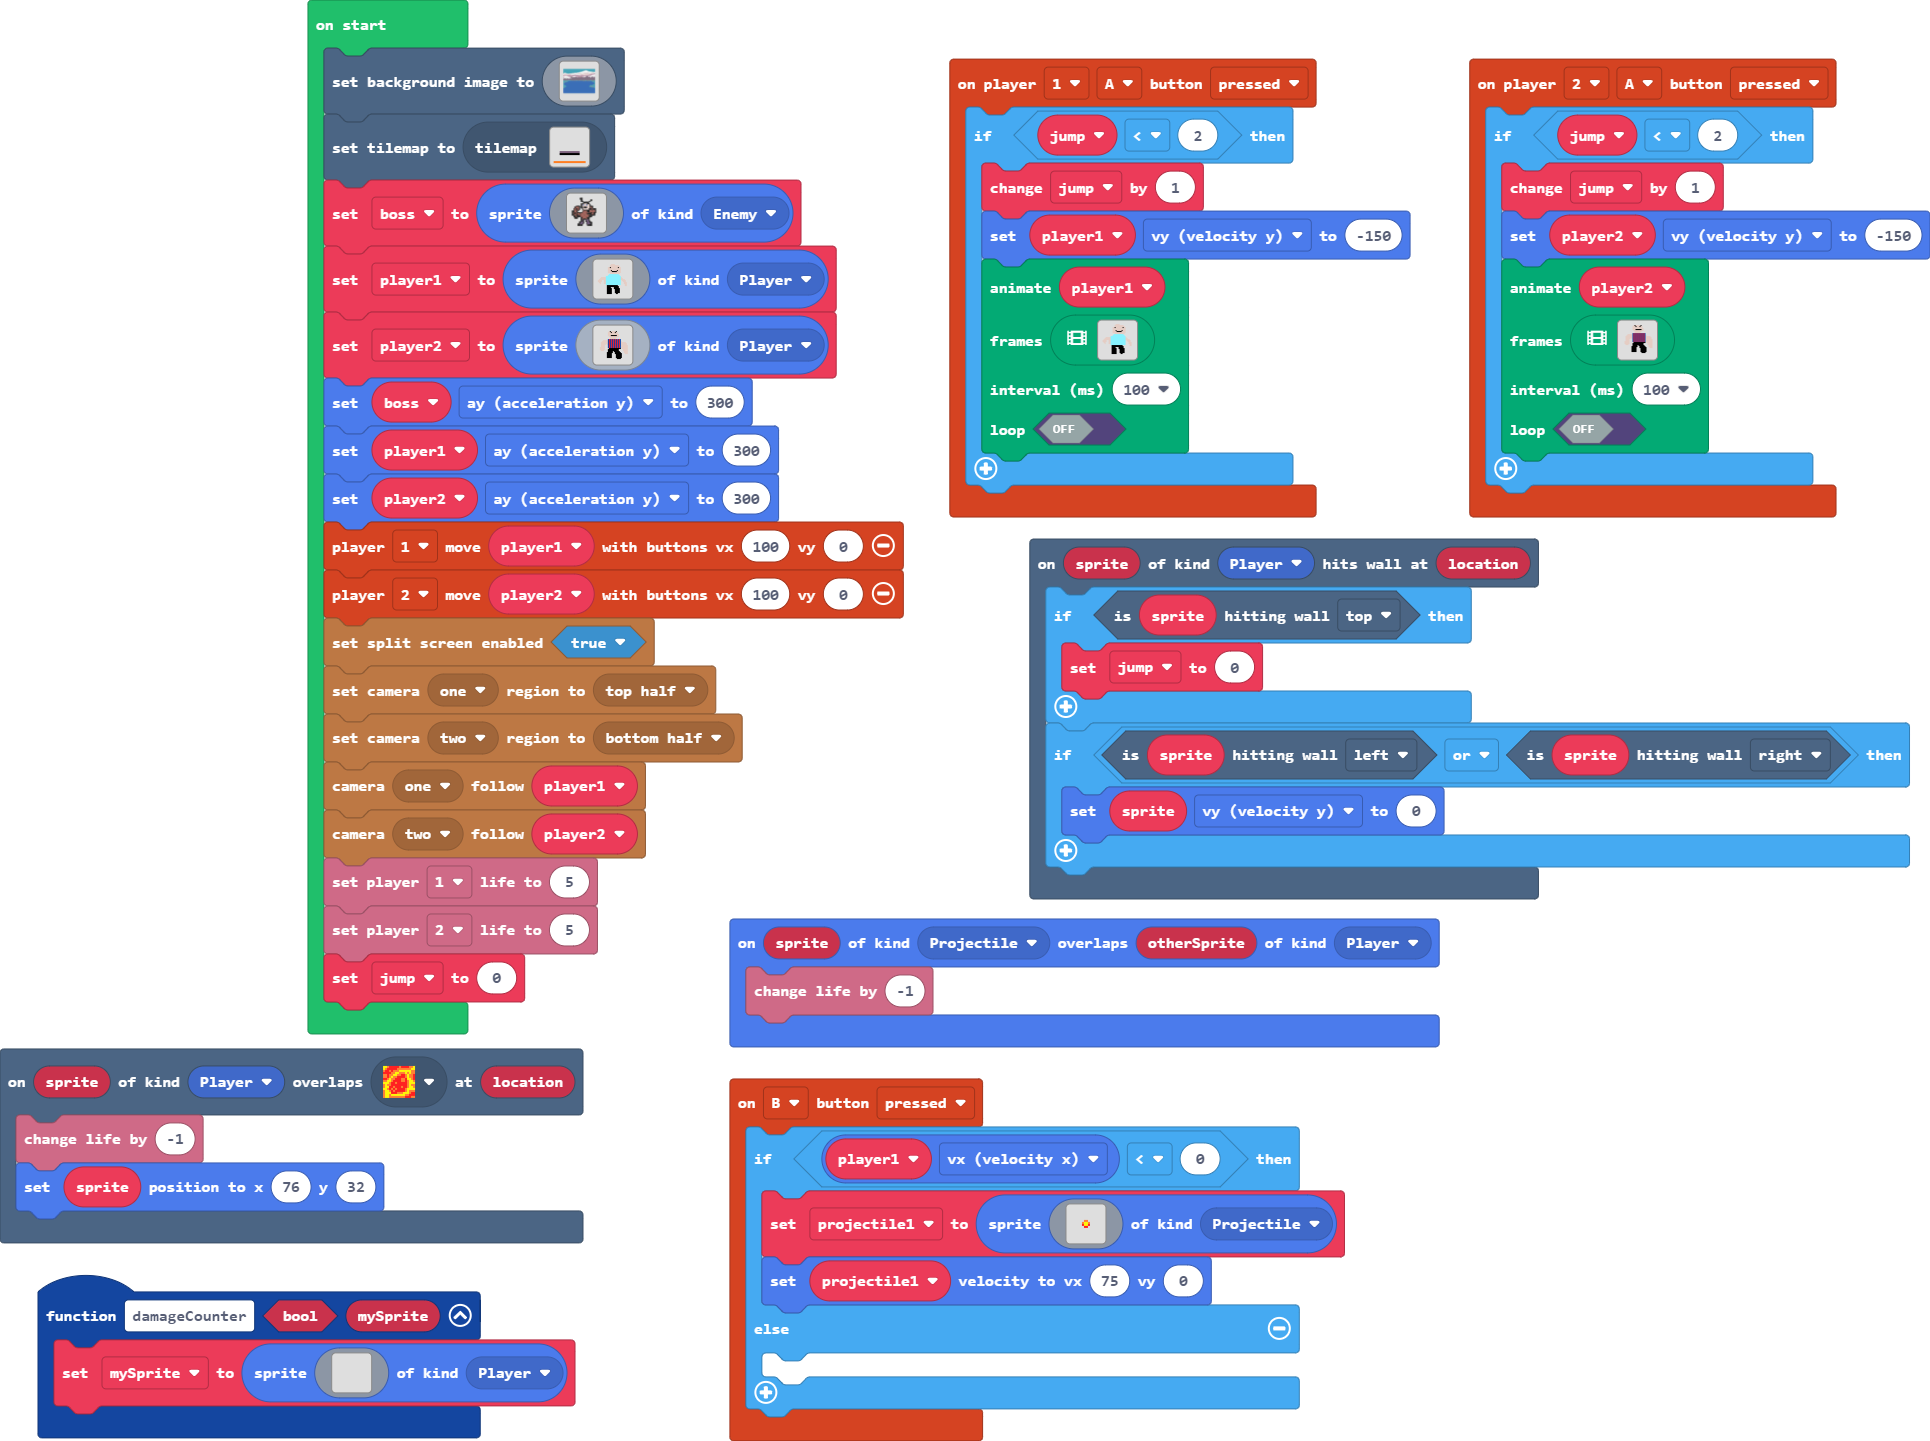 on start
set background image to
set tilemap to tilemap
set boss to sprite of kind Enemy
set player1 to sprite of kind Player
set player2 to sprite of kind Player
set boss ay (acceleration y) to 300
set player1 ay (acceleration y) to 300
set player2 ay (acceleration y) to 300
player 1 move player1 with buttons vx 100 vy 0
player 2 move player2 with buttons vx 100 vy 0
set split screen enabled true
set camera one region to top half
set camera two region to bottom half
camera one follow player1
camera two follow player2
set player 1 life to 5
set player 2 life to 5
set jump to 0
on player 1 A button pressed
if jump < 2 then
change jump by 1
set player1 vy (velocity y) to -150
animate player1
frames
interval (ms) 100
loop OFF
on player 2 A button pressed
if jump < 2 then
change jump by 1
set player2 vy (velocity y) to -150
animate player2
frames
interval (ms) 100
loop OFF
on sprite of kind Player hits wall at location
if is sprite hitting wall top then
set jump to 0
if is sprite hitting wall left or is sprite hitting wall right then
set sprite vy (velocity y) to 0
on sprite of kind Projectile overlaps otherSprite of kind Player
change life by -1
on sprite of kind Player overlaps at location
change life by -1
set sprite position to x 76 y 32
on B button pressed
if player1 vx (velocity x) < 0 then
set projectile1 to sprite of kind Projectile
set projectile1 velocity to vx 75 vy 0
else
function damageCounter bool mySprite
set mySprite to sprite of kind Player